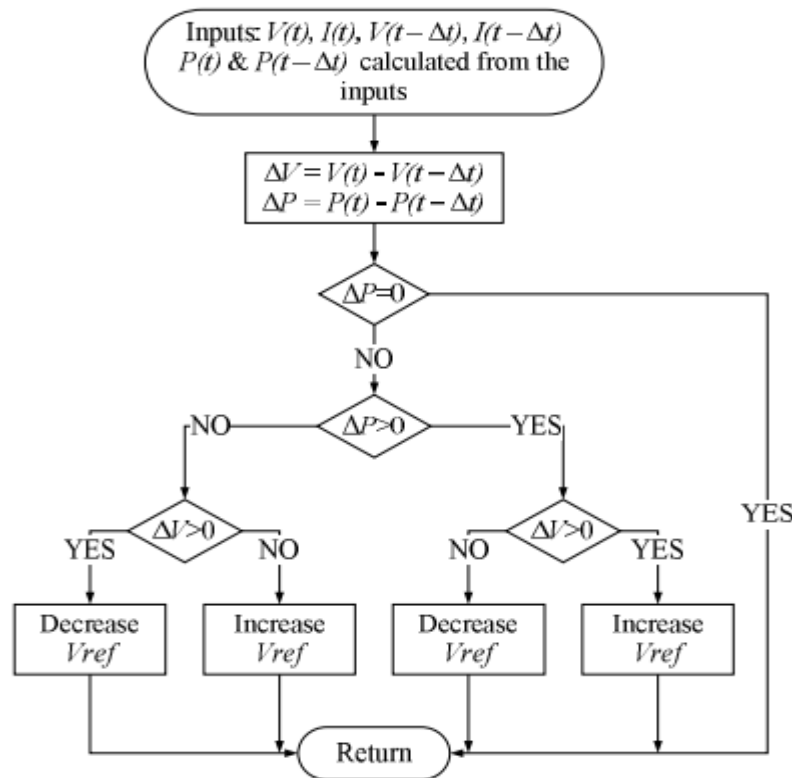 Inputs: V(t), I(t), V(t–Δt), I(t–Δt)
P(t) & P(t–Δt) calculated from the
inputs
ΔV = V(t) - V(t–Δt)
ΔP = P(t) - P(t–Δt)
ΔP=0
NO
ΔP>0
NO
YES
YES
ΔV>0
ΔV>0
YES
NO
NO
YES
Decrease
Vref
Increase
Vref
Decrease
Vref
Increase
Vref
Return